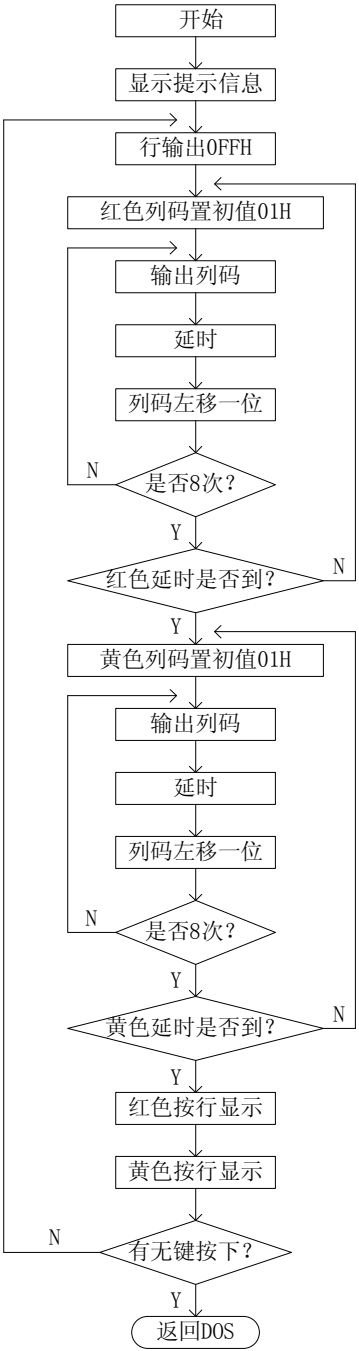 开始
显示提示信息
行输出0FFH
红色列码置初值01H
输出列码
延时
列码左移一位
N
是否8次?
Y
N
红色延时是否到?
Y
黄色列码置初值01H
输出列码
延时
列码左移一位
N
是否8次?
Y
N
黄色延时是否到?
Y
红色按行显示
黄色按行显示
N
有无键按下?
Y
返回DOS